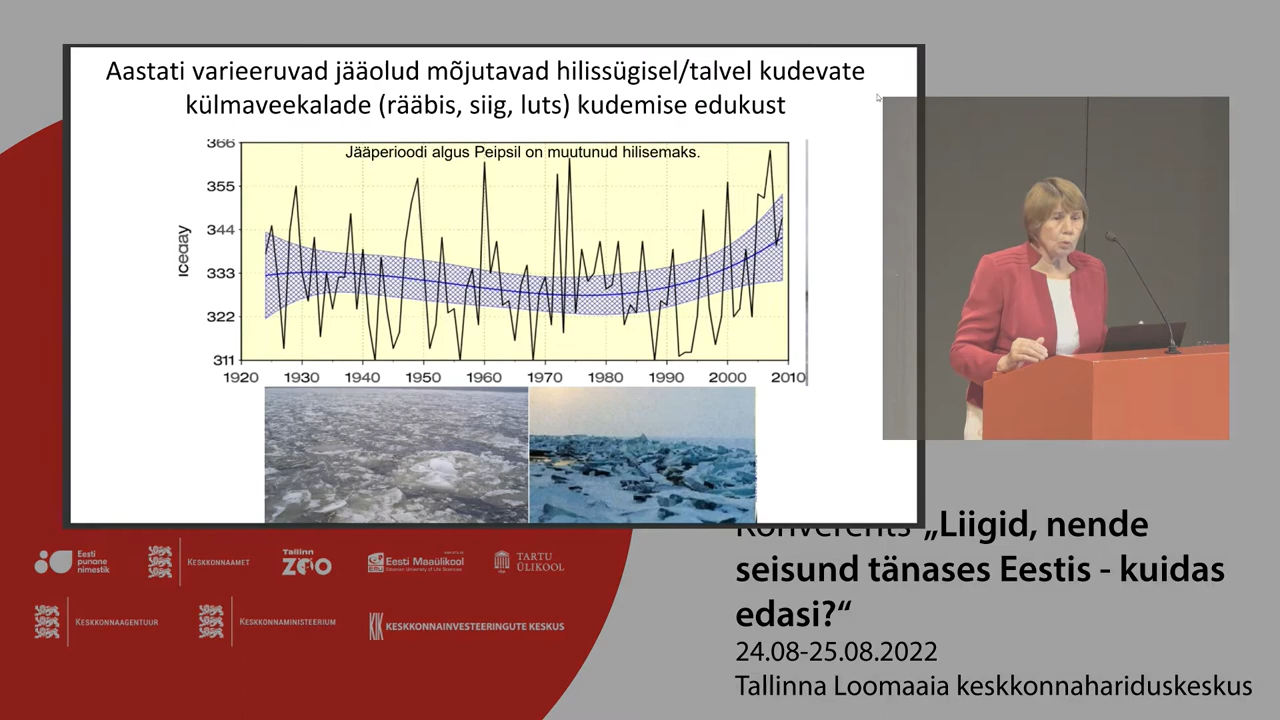 Aastati varieeruvad jääolud mõjutavad hilissügisel/talvel kudevate
külmaveekalade (rääbis, siig, luts) kudemise edukust
Jääperioodi algus Peipsil on muutunud hilisemaks.
366
355
344
333
322
311
Iceday
1920 1930 1940 1950 1960 1970 1980 1990 2000 2010
Konverents „Liigid, nende
seisund tänases Eestis - kuidas
edasi?“
24.08-25.08.2022
Tallinna Loomaaia keskkonnahariduskeskus
Eesti
punane
nimestik
KESKKONNAAMET
Tallinn
ZOO
EMÜ
Eesti Maaülikool
Estonian University of Life Sciences
TARTU
ÜLIKOOL
KESKKONNAAGENTUUR
KESKKONNAMINISTEERIUM
KIK KESKKONNAINVESTEERINGUTE KESKUS